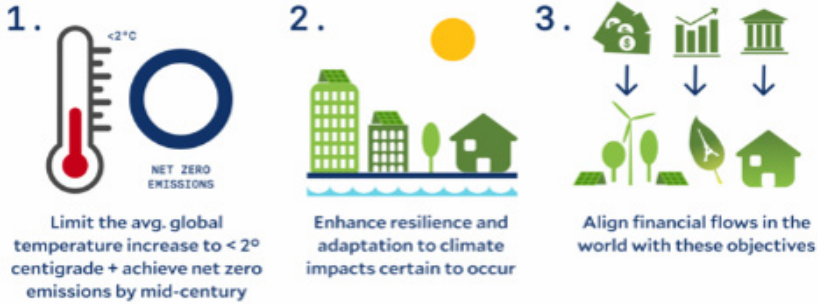 1.
<2°C
NET ZERO
EMISSIONS
Limit the avg. global
temperature increase to < 2°
centigrade + achieve net zero
emissions by mid-century
2.
Enhance resilience and
adaptation to climate
impacts certain to occur
3.
$
Align financial flows in the
world with these objectives